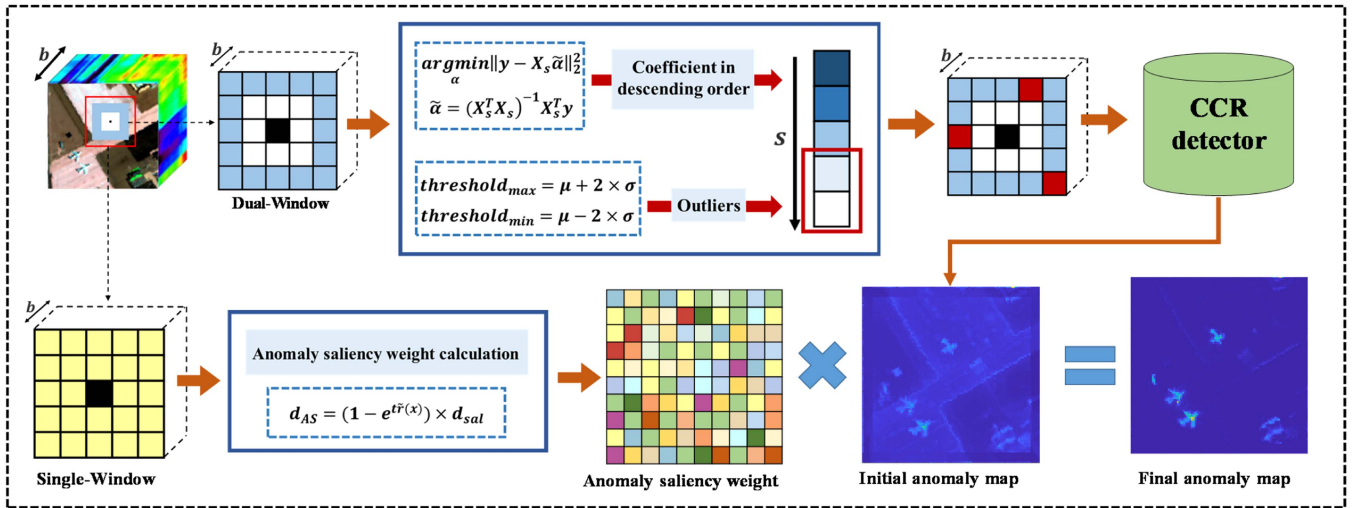 b
b
Dual-Window
argmin‖y − X_s α̃‖₂²
α
α̃ = (X_s^T X_s)^{-1} X_s^T y
Coefficient in
descending order
threshold_max = μ + 2 × σ
threshold_min = μ − 2 × σ
Outliers
S
b
CCR
detector
b
Single-Window
Anomaly saliency weight calculation
d_AS = (1 − e^{tr̃(x)}) × d_sal
Anomaly saliency weight
Initial anomaly map
Final anomaly map